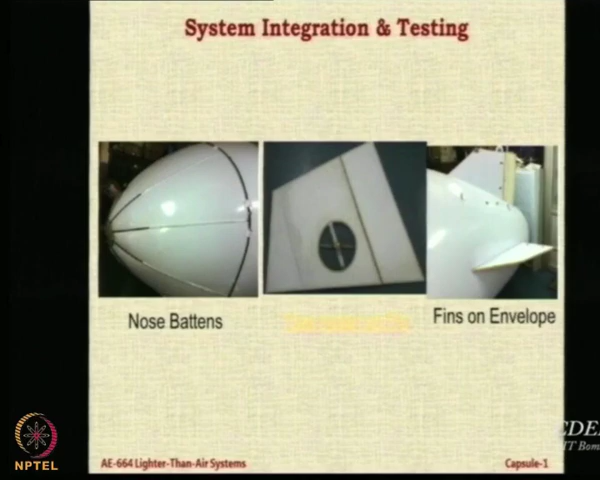 System Integration & Testing
Nose Battens
Fins on Envelope
NPTEL
AE-664 Lighter-Than-Air Systems
Capsule-1